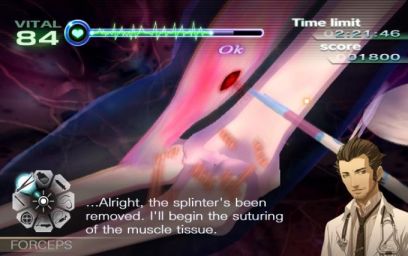 VITAL
84
Ok
Time limit
02:21:46
score
001800
...Alright, the splinter's been
removed. I'll begin the suturing
of the muscle tissue.
FORCEPS